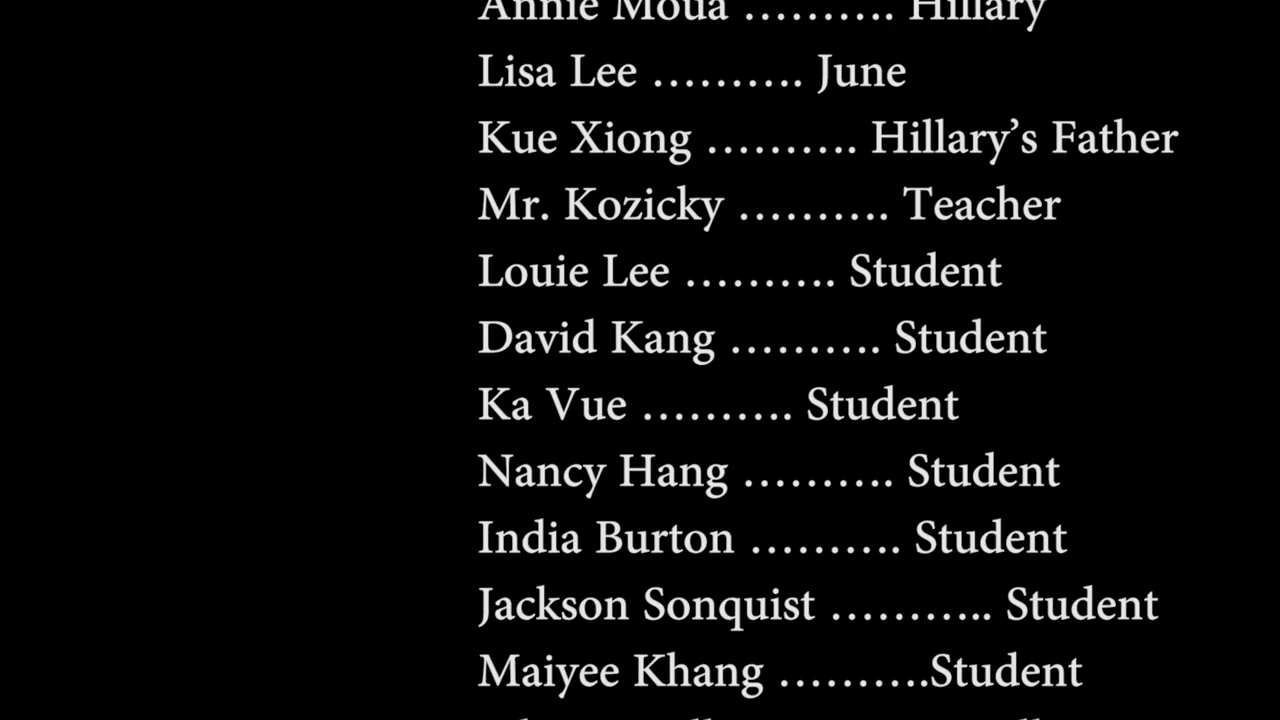 Annie Moua ………. Hillary
Lisa Lee ………. June
Kue Xiong ………. Hillary’s Father
Mr. Kozicky ………. Teacher
Louie Lee ………. Student
David Kang ………. Student
Ka Vue ………. Student
Nancy Hang ………. Student
India Burton ………. Student
Jackson Sonquist ……….. Student
Maiyee Khang ……….Student